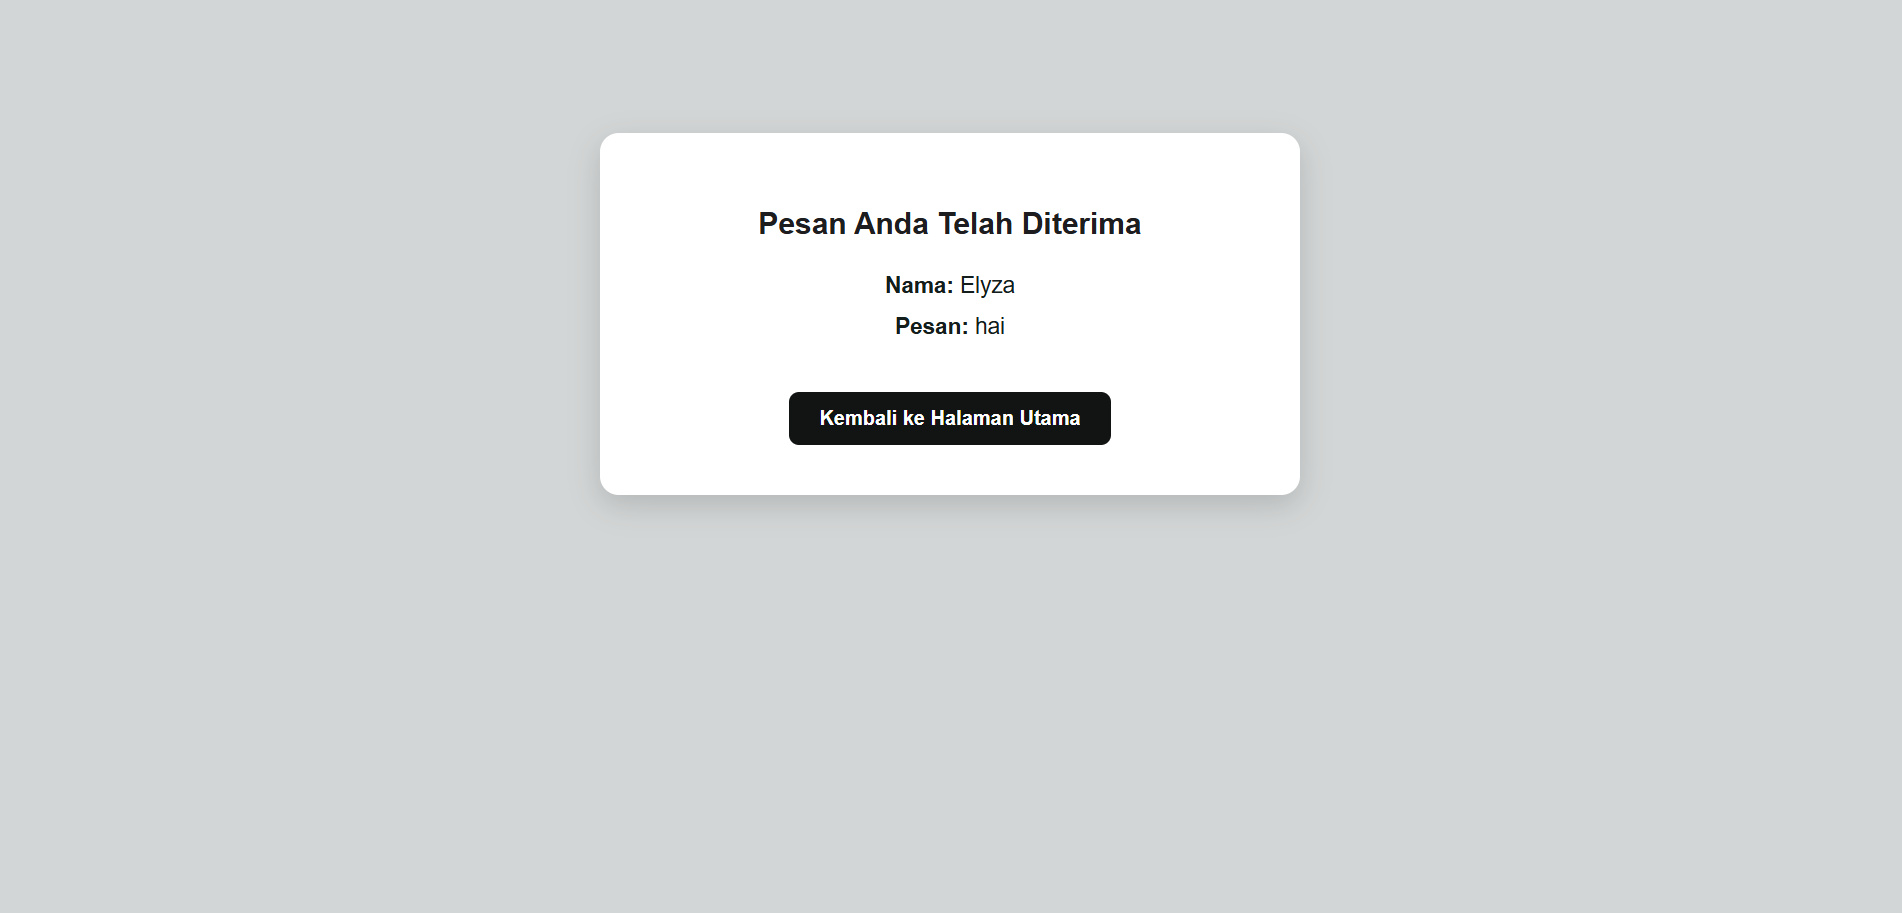 Pesan Anda Telah Diterima
Nama: Elyza
Pesan: hai
Kembali ke Halaman Utama